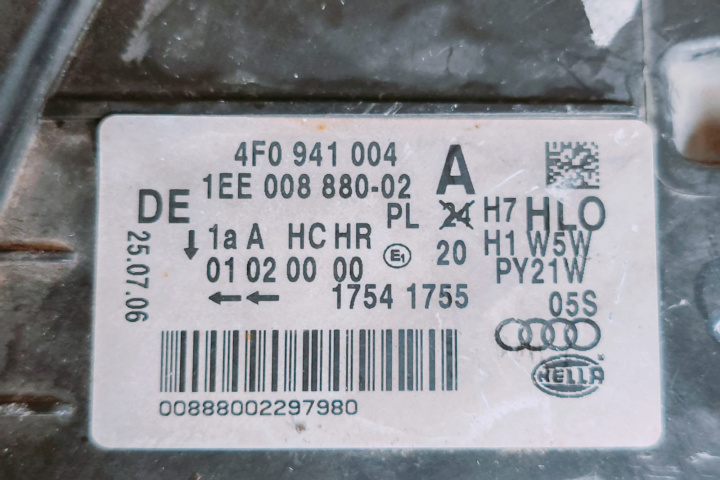 4F0 941 004 A
1EE 008 880-02
DE PL 24 H7 HLO
1a A HC HR E1 20 H1 W5W
01 02 00 00 PY21W
1754 1755 05S
25.07.06
HELLA
00888002297980